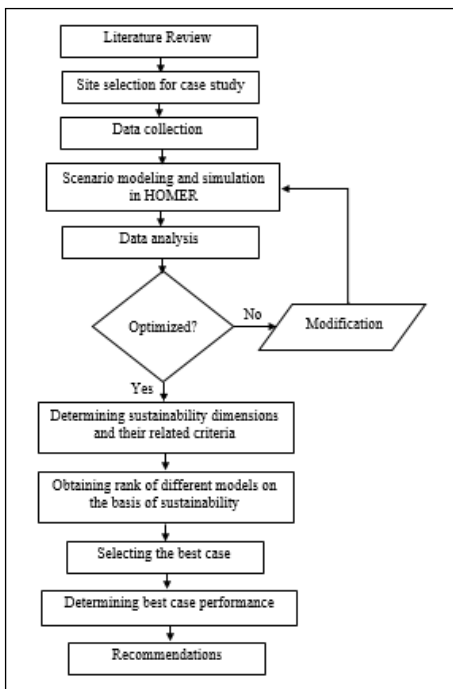 Literature Review
Site selection for case study
Data collection
Scenario modeling and simulation
in HOMER
Data analysis
Optimized?
No
Modification
Yes
Determining sustainability dimensions
and their related criteria
Obtaining rank of different models on
the basis of sustainability
Selecting the best case
Determining best case performance
Recommendations